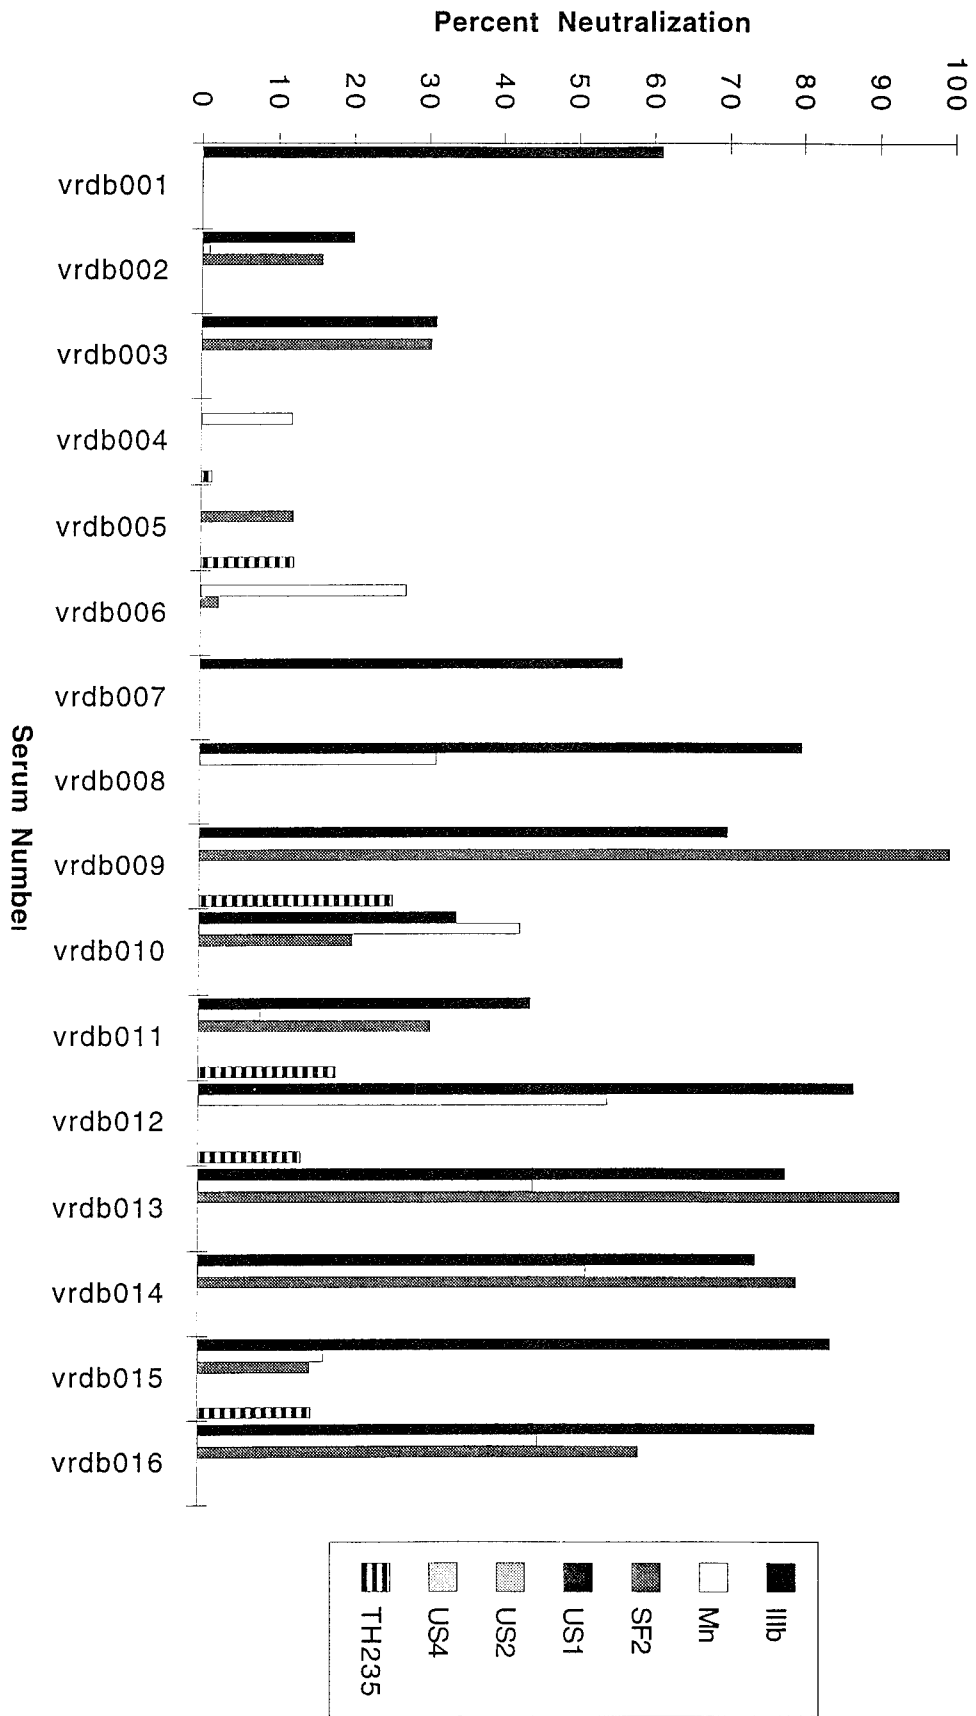 Percent Neutralization
0
10
20
30
40
50
60
70
80
90
100
vrdb001
vrdb002
vrdb003
vrdb004
vrdb005
vrdb006
vrdb007
vrdb008
vrdb009
vrdb010
vrdb011
vrdb012
vrdb013
vrdb014
vrdb015
vrdb016
Serum Number
IIIb
Mn
SF2
US1
US2
US4
TH235